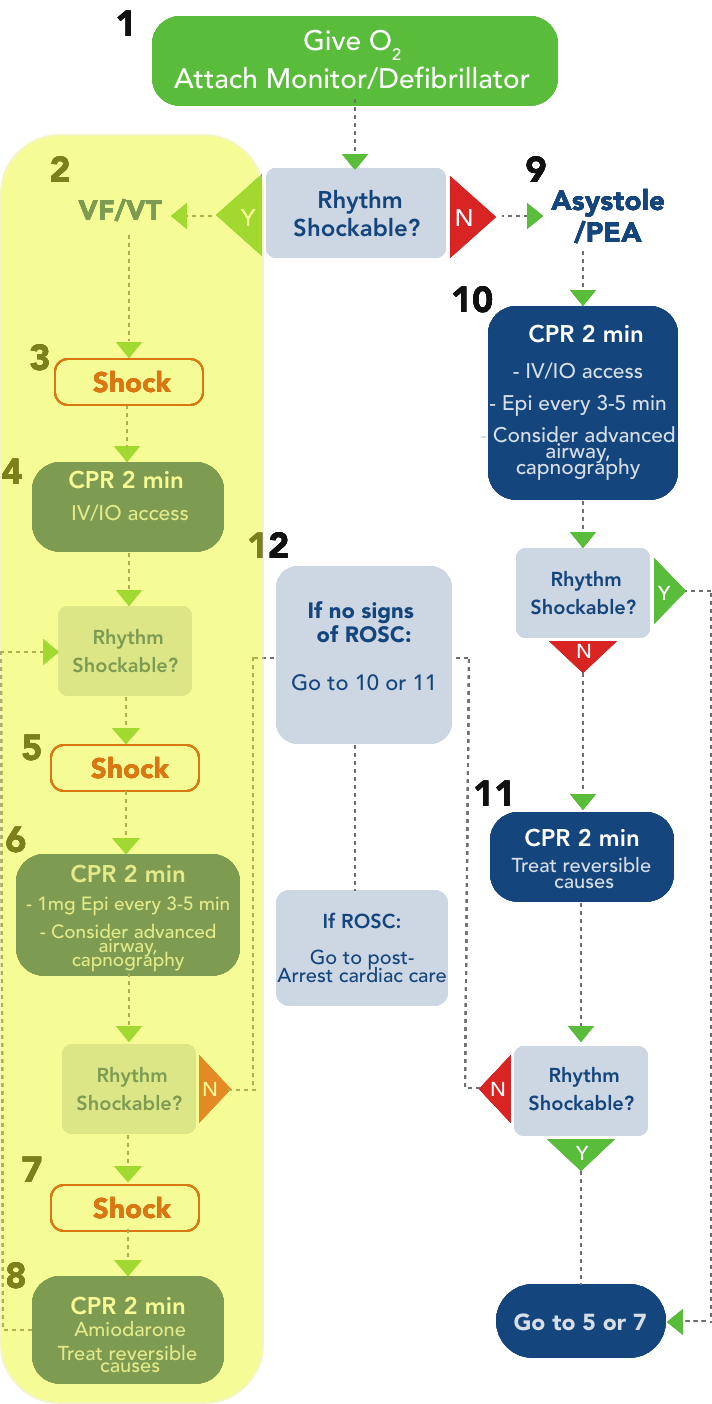 1
Give O2
Attach Monitor/Defibrillator
Rhythm
Shockable?
Y
N
2
VF/VT
3
Shock
4
CPR 2 min
IV/IO access
Rhythm
Shockable?
5
Shock
6
CPR 2 min
- 1mg Epi every 3-5 min
- Consider advanced
airway,
capnography
Rhythm
Shockable?
N
7
Shock
8
CPR 2 min
Amiodarone
Treat reversible
causes
9
Asystole
/PEA
10
CPR 2 min
- IV/IO access
- Epi every 3-5 min
- Consider advanced
airway,
capnography
Rhythm
Shockable?
Y
N
11
CPR 2 min
Treat reversible
causes
Rhythm
Shockable?
N
Y
Go to 5 or 7
12
If no signs
of ROSC:
Go to 10 or 11
If ROSC:
Go to post-
Arrest cardiac care